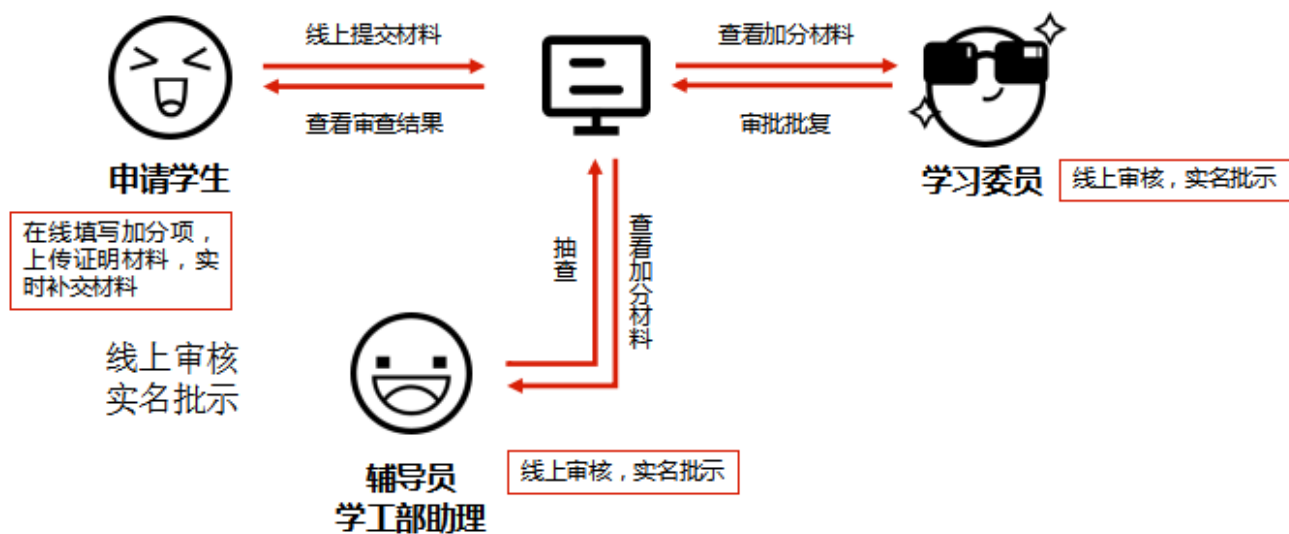 线上提交材料
查看审查结果
申请学生
在线填写加分项，
上传证明材料，实
时补交材料
查看加分材料
审批批复
学习委员
线上审核，实名批示
抽查
查看加分材料
线上审核
实名批示
辅导员
学工部助理
线上审核，实名批示